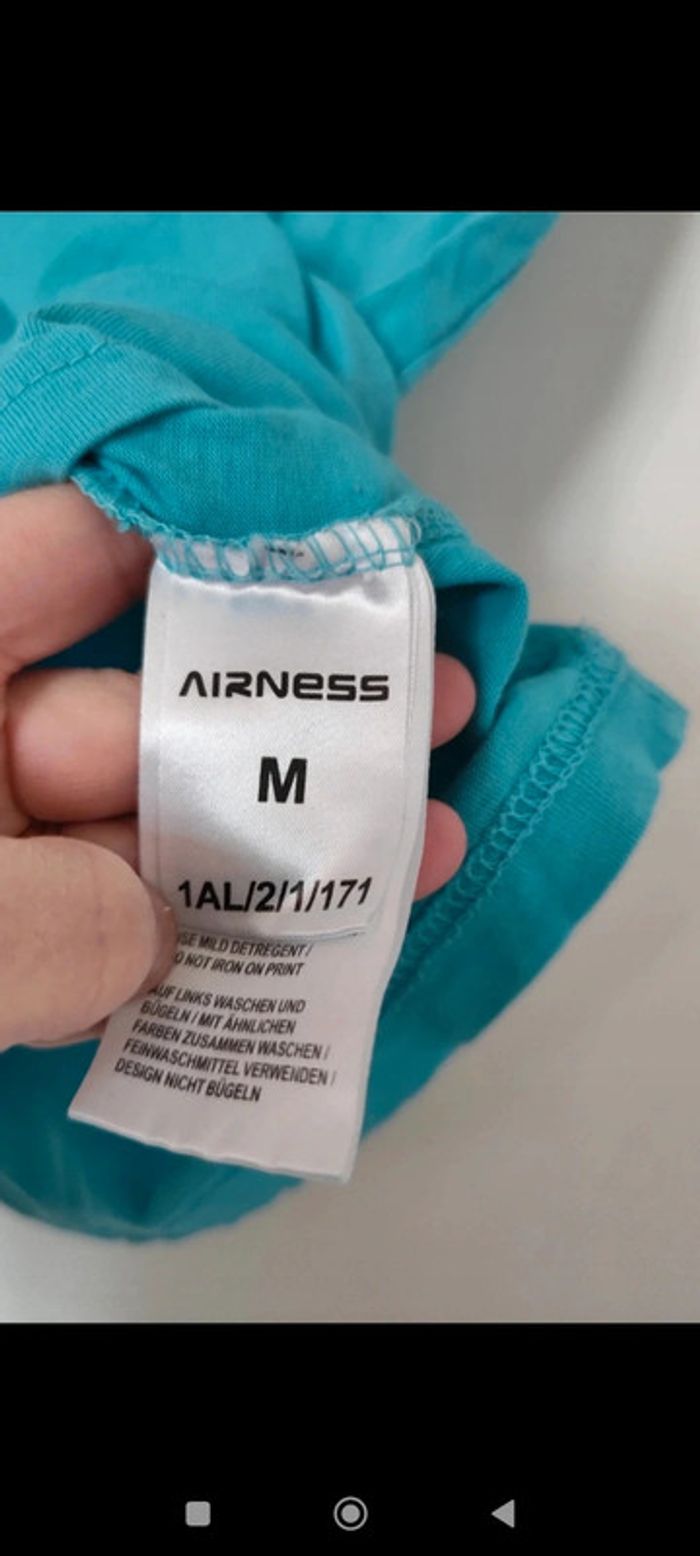 AIRNESS
M
1AL/2/1/171
MILD DETREGENT /
NOT IRON ON PRINT
AUF LINKS WASCHEN UND
BÜGELN / MIT ÄHNLICHEN
FARBEN ZUSAMMEN WASCHEN /
FEINWASCHMITTEL VERWENDEN /
DESIGN NICHT BÜGELN